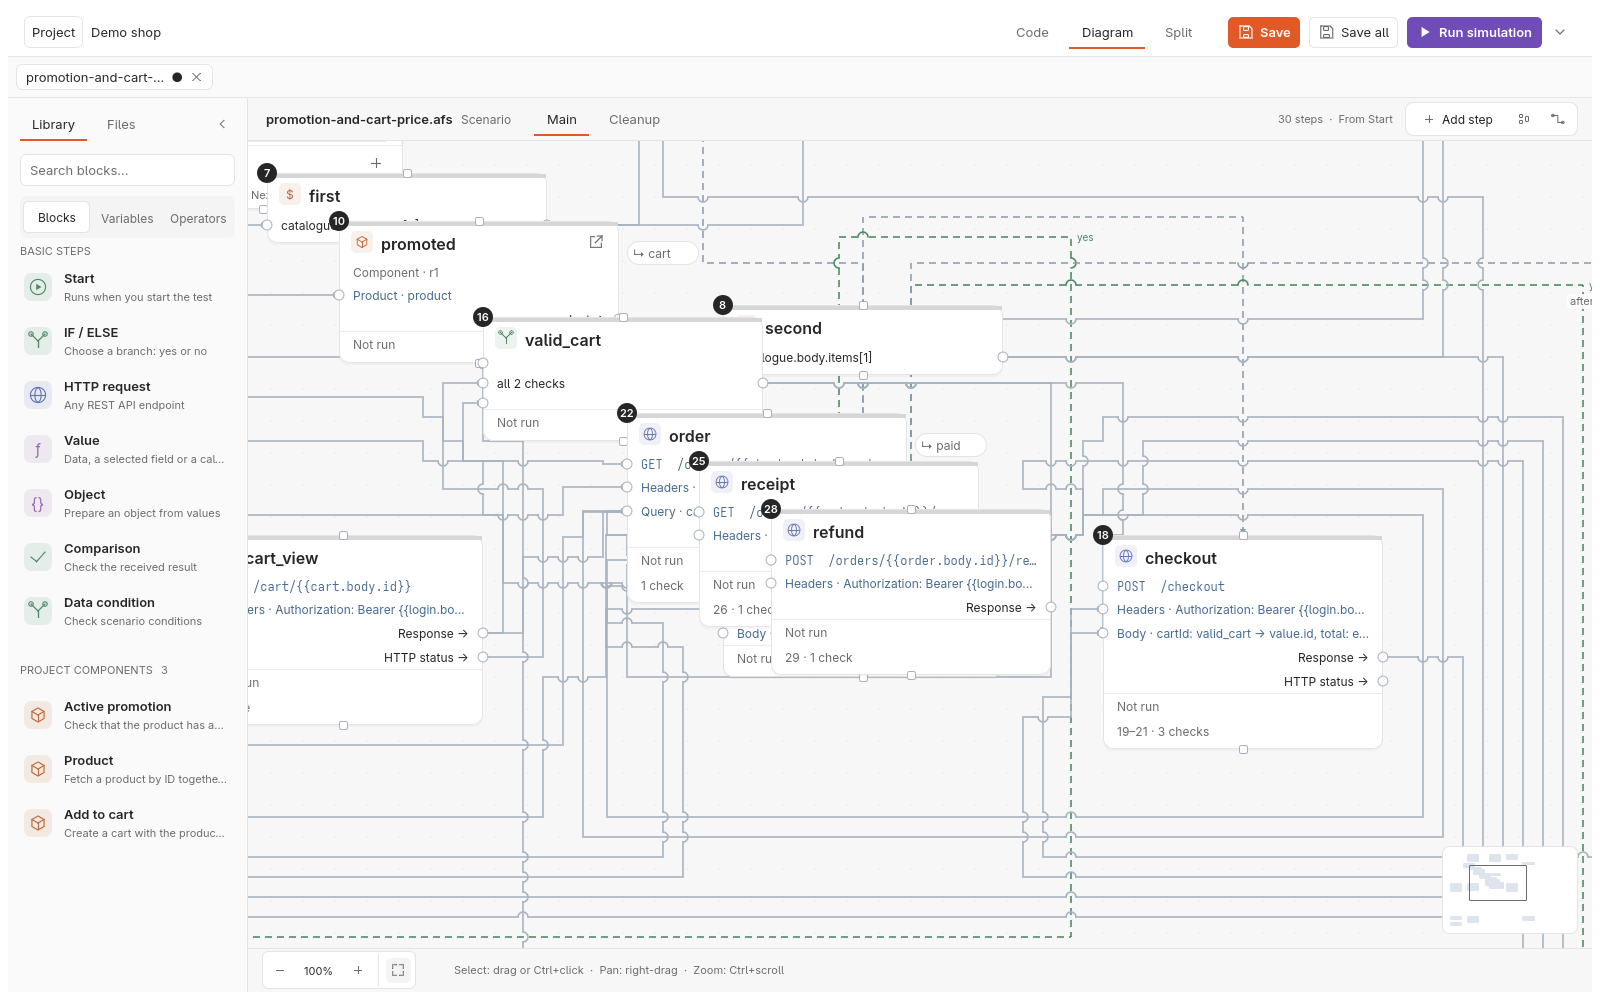 Project
Demo shop
Code
Diagram
Split
Save
Save all
Run simulation
promotion-and-cart-...
Library
Files
promotion-and-cart-price.afs
Scenario
Main
Cleanup
30 steps · From Start
Add step
Search blocks...
Blocks
Variables
Operators
BASIC STEPS
Start
Runs when you start the test
IF / ELSE
Choose a branch: yes or no
HTTP request
Any REST API endpoint
Value
Data, a selected field or a cal...
Object
Prepare an object from values
Comparison
Check the received result
Data condition
Check scenario conditions
PROJECT COMPONENTS 3
Active promotion
Check that the product has a...
Product
Fetch a product by ID togethe...
Add to cart
Create a cart with the produc...
7
first
10
promoted
Component · r1
Product · product
Not run
↳ cart
yes
after
8
second
logue.body.items[1]
16
valid_cart
all 2 checks
Not run
22
order
GET
Headers ·
Not run
1 check
↳ paid
25
receipt
GET
Headers ·
Not run
28
refund
POST /orders/{{order.body.id}}/re...
Headers · Authorization: Bearer {{login.bo...
Response →
Not run
29 · 1 check
Body
cart_view
/cart/{{cart.body.id}}
ers · Authorization: Bearer {{login.bo...
Response →
HTTP status →
18
checkout
POST /checkout
Headers · Authorization: Bearer {{login.bo...
Body · cartId: valid_cart → value.id, total: e...
Response →
HTTP status →
Not run
19–21 · 3 checks
100%
Select: drag or Ctrl+click · Pan: right-drag · Zoom: Ctrl+scroll